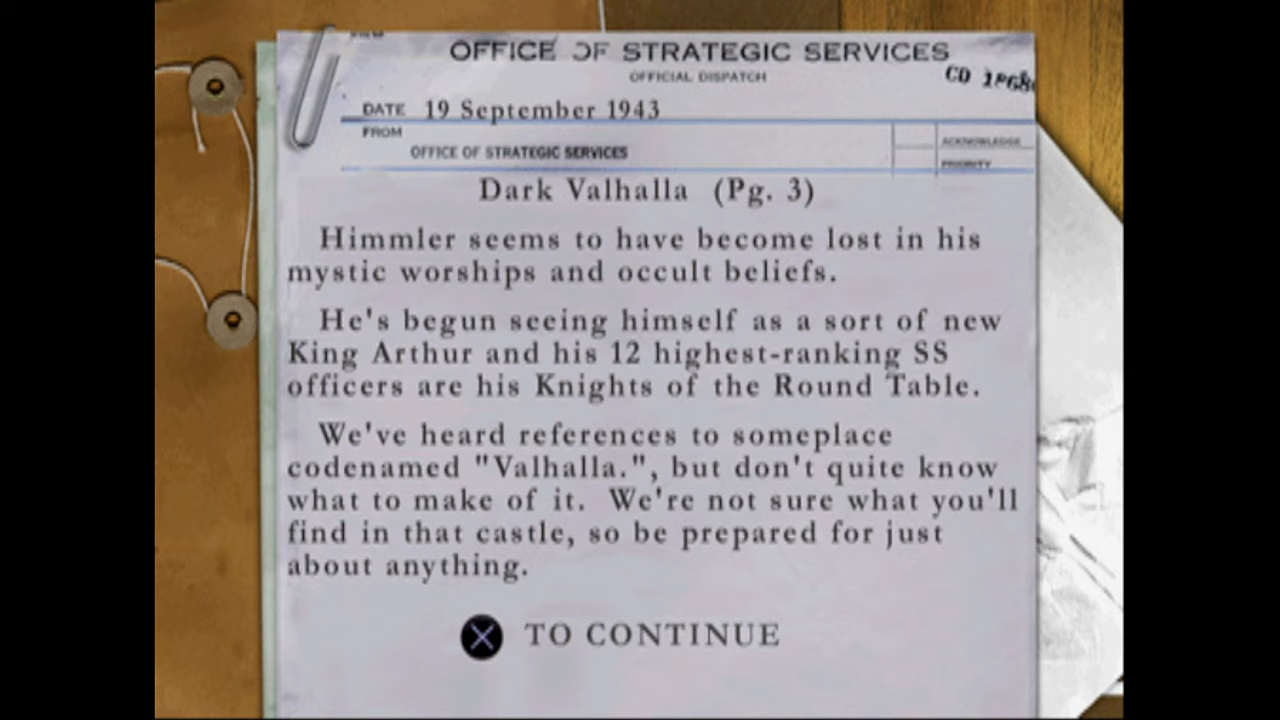 OFFICE OF STRATEGIC SERVICES
OFFICIAL DISPATCH
DATE 19 September 1943
FROM
OFFICE OF STRATEGIC SERVICES
ACKNOWLEDGE
PRIORITY
Dark Valhalla (Pg. 3)
Himmler seems to have become lost in his
mystic worships and occult beliefs.
He's begun seeing himself as a sort of new
King Arthur and his 12 highest-ranking SS
officers are his Knights of the Round Table.
We've heard references to someplace
codenamed "Valhalla.", but don't quite know
what to make of it. We're not sure what you'll
find in that castle, so be prepared for just
about anything.
TO CONTINUE